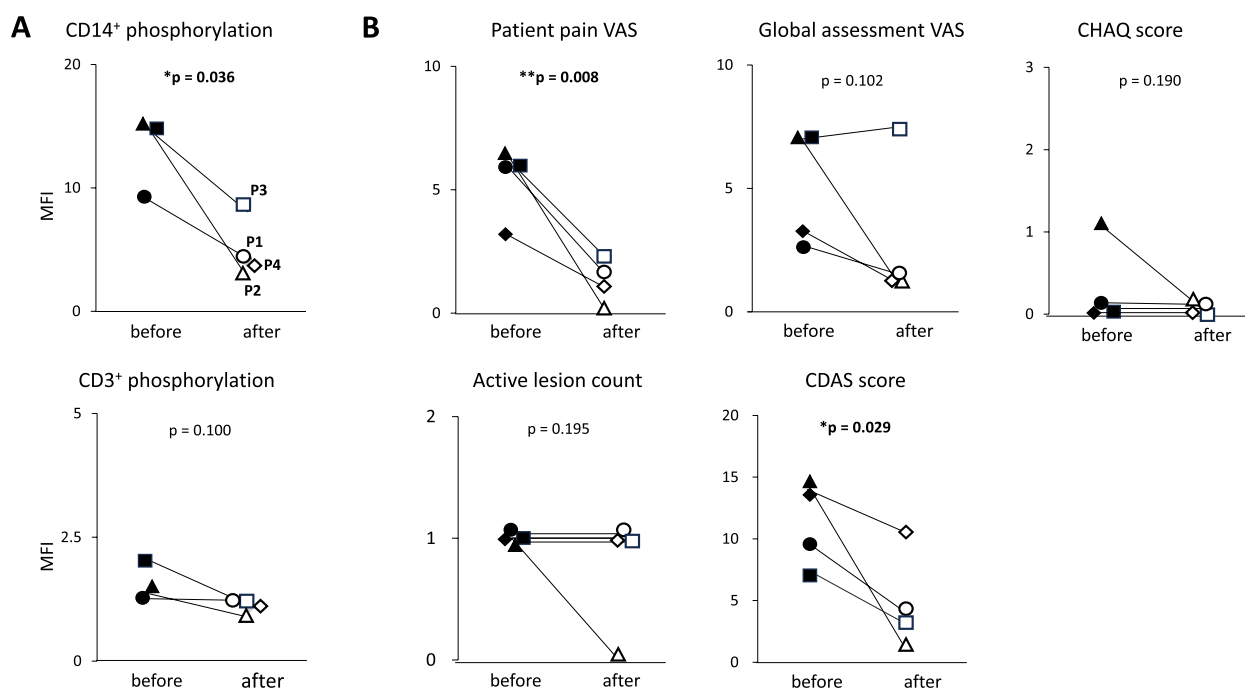 A
CD14⁺ phosphorylation
20
*p = 0.036
10
MFI
P3
P1
P4
P2
0
before after
CD3⁺ phosphorylation
5
p = 0.100
2.5
MFI
0
before after
B
Patient pain VAS
10
**p = 0.008
5
0
before after
Global assessment VAS
10
p = 0.102
5
0
before after
CHAQ score
3
p = 0.190
2
1
0
before after
Active lesion count
2
p = 0.195
1
0
before after
CDAS score
20
*p = 0.029
15
10
5
0
before after